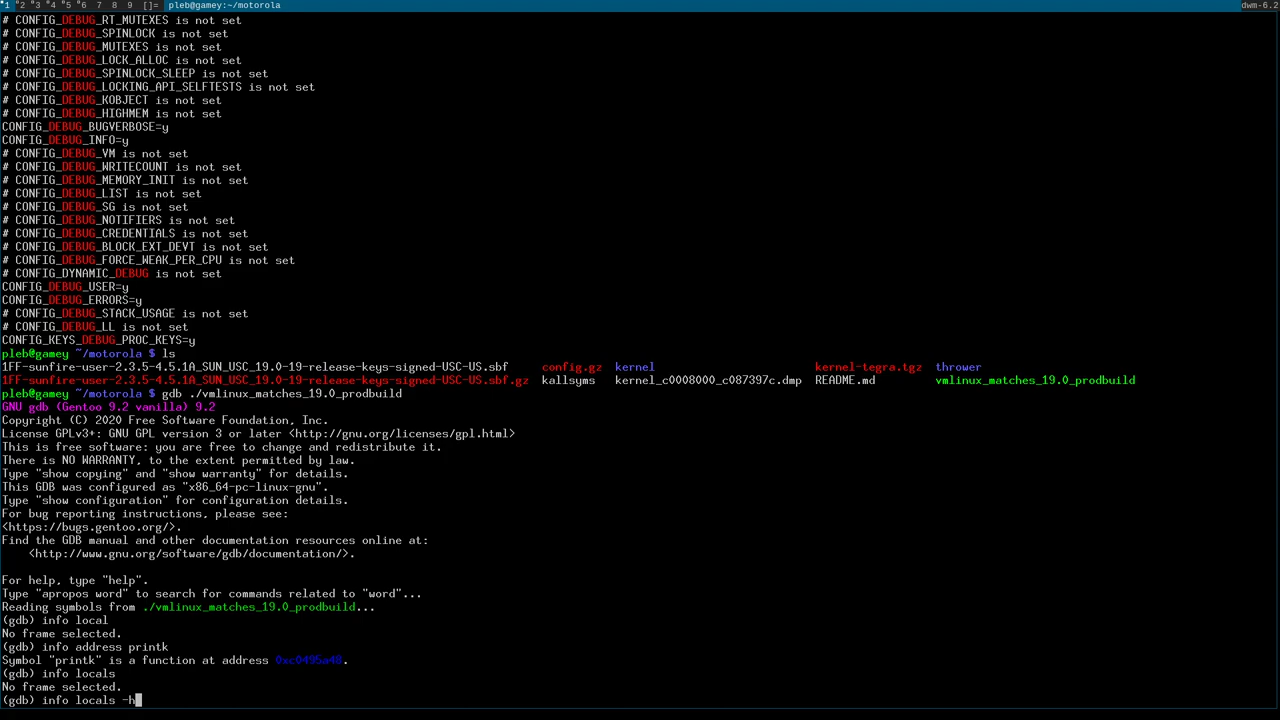 1 2 3 4 5 6 7 8 9 []= pleb@gamey:~/motorola dwm-6.2
# CONFIG_DEBUG_RT_MUTEXES is not set
# CONFIG_DEBUG_SPINLOCK is not set
# CONFIG_DEBUG_MUTEXES is not set
# CONFIG_DEBUG_LOCK_ALLOC is not set
# CONFIG_DEBUG_SPINLOCK_SLEEP is not set
# CONFIG_DEBUG_LOCKING_API_SELFTESTS is not set
# CONFIG_DEBUG_KOBJECT is not set
# CONFIG_DEBUG_HIGHMEM is not set
CONFIG_DEBUG_BUGVERBOSE=y
CONFIG_DEBUG_INFO=y
# CONFIG_DEBUG_VM is not set
# CONFIG_DEBUG_WRITECOUNT is not set
# CONFIG_DEBUG_MEMORY_INIT is not set
# CONFIG_DEBUG_LIST is not set
# CONFIG_DEBUG_SG is not set
# CONFIG_DEBUG_NOTIFIERS is not set
# CONFIG_DEBUG_CREDENTIALS is not set
# CONFIG_DEBUG_BLOCK_EXT_DEVT is not set
# CONFIG_DEBUG_FORCE_WEAK_PER_CPU is not set
# CONFIG_DYNAMIC_DEBUG is not set
CONFIG_DEBUG_USER=y
CONFIG_DEBUG_ERRORS=y
# CONFIG_DEBUG_STACK_USAGE is not set
# CONFIG_DEBUG_LL is not set
CONFIG_KEYS_DEBUG_PROC_KEYS=y
pleb@gamey ~/motorola $ ls
1FF-sunfire-user-2.3.5-4.5.1A_SUN_USC_19.0-19-release-keys-signed-USC-US.sbf config.gz kernel kernel-tegra.tgz thrower
1FF-sunfire-user-2.3.5-4.5.1A_SUN_USC_19.0-19-release-keys-signed-USC-US.sbf.gz kallsyms kernel_c0008000_c087397c.dmp README.md vmlinux_matches_19.0_prodbuild
pleb@gamey ~/motorola $ gdb ./vmlinux_matches_19.0_prodbuild
GNU gdb (Gentoo 9.2 vanilla) 9.2
Copyright (C) 2020 Free Software Foundation, Inc.
License GPLv3+: GNU GPL version 3 or later <http://gnu.org/licenses/gpl.html>
This is free software: you are free to change and redistribute it.
There is NO WARRANTY, to the extent permitted by law.
Type "show copying" and "show warranty" for details.
This GDB was configured as "x86_64-pc-linux-gnu".
Type "show configuration" for configuration details.
For bug reporting instructions, please see:
<https://bugs.gentoo.org/>.
Find the GDB manual and other documentation resources online at:
<http://www.gnu.org/software/gdb/documentation/>.
For help, type "help".
Type "apropos word" to search for commands related to "word"...
Reading symbols from ./vmlinux_matches_19.0_prodbuild...
(gdb) info local
No frame selected.
(gdb) info address printk
Symbol "printk" is a function at address 0xc0495a48.
(gdb) info locals
No frame selected.
(gdb) info locals -h